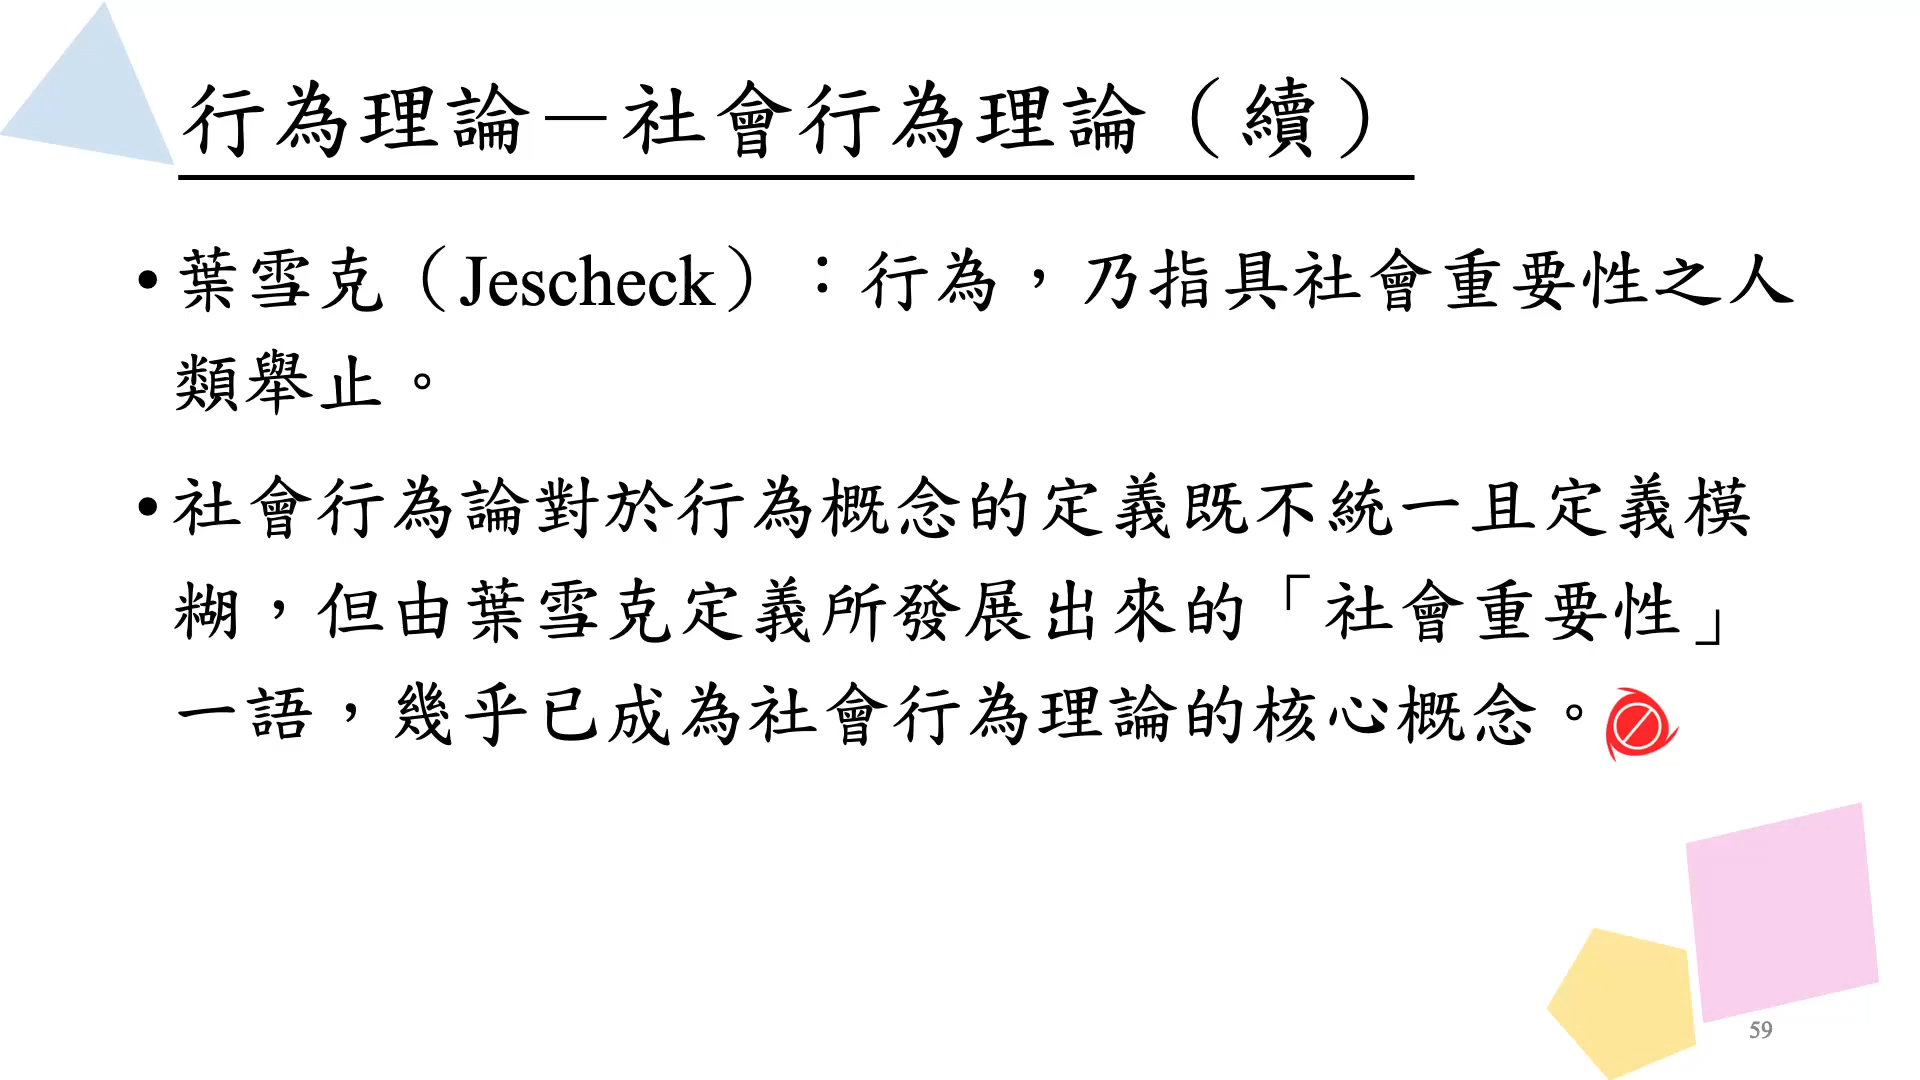 行為理論－社會行為理論（續）
•葉雪克（Jescheck）：行為，乃指具社會重要性之人
類舉止。
•社會行為論對於行為概念的定義既不統一且定義模
糊，但由葉雪克定義所發展出來的「社會重要性」
一語，幾乎已成為社會行為理論的核心概念。
59